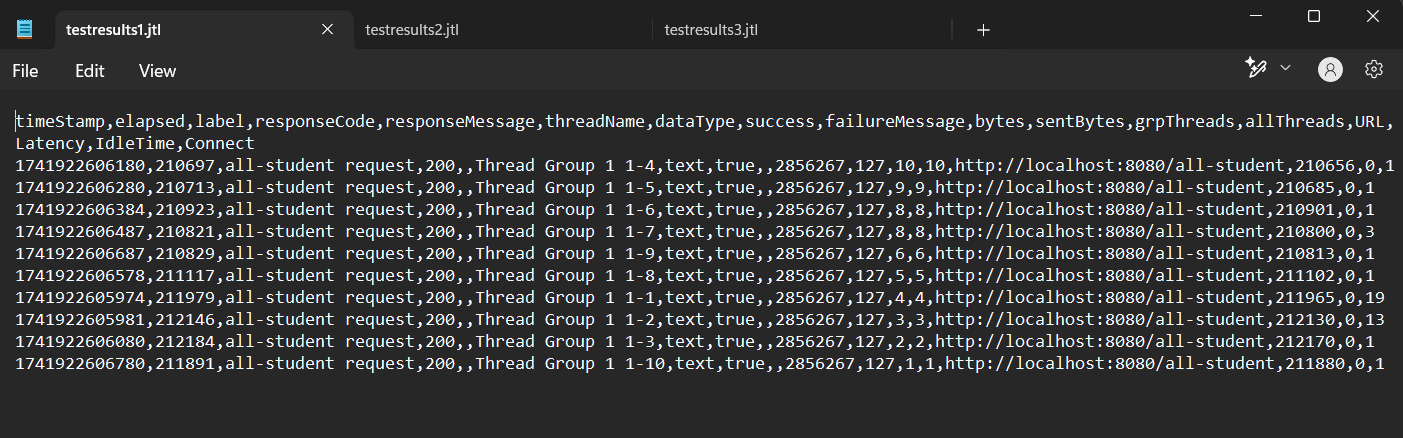 testresults1.jtl
testresults2.jtl
testresults3.jtl
File
Edit
View
timeStamp,elapsed,label,responseCode,responseMessage,threadName,dataType,success,failureMessage,bytes,sentBytes,grpThreads,allThreads,URL,
Latency,IdleTime,Connect
1741922606180,210697,all-student request,200,,Thread Group 1 1-4,text,true,,2856267,127,10,10,http://localhost:8080/all-student,210656,0,1
1741922606280,210713,all-student request,200,,Thread Group 1 1-5,text,true,,2856267,127,9,9,http://localhost:8080/all-student,210685,0,1
1741922606384,210923,all-student request,200,,Thread Group 1 1-6,text,true,,2856267,127,8,8,http://localhost:8080/all-student,210901,0,1
1741922606487,210821,all-student request,200,,Thread Group 1 1-7,text,true,,2856267,127,8,8,http://localhost:8080/all-student,210800,0,3
1741922606687,210829,all-student request,200,,Thread Group 1 1-9,text,true,,2856267,127,6,6,http://localhost:8080/all-student,210813,0,1
1741922606578,211117,all-student request,200,,Thread Group 1 1-8,text,true,,2856267,127,5,5,http://localhost:8080/all-student,211102,0,1
1741922605974,211979,all-student request,200,,Thread Group 1 1-1,text,true,,2856267,127,4,4,http://localhost:8080/all-student,211965,0,19
1741922605981,212146,all-student request,200,,Thread Group 1 1-2,text,true,,2856267,127,3,3,http://localhost:8080/all-student,212130,0,13
1741922606080,212184,all-student request,200,,Thread Group 1 1-3,text,true,,2856267,127,2,2,http://localhost:8080/all-student,212170,0,1
1741922606780,211891,all-student request,200,,Thread Group 1 1-10,text,true,,2856267,127,1,1,http://localhost:8080/all-student,211880,0,1